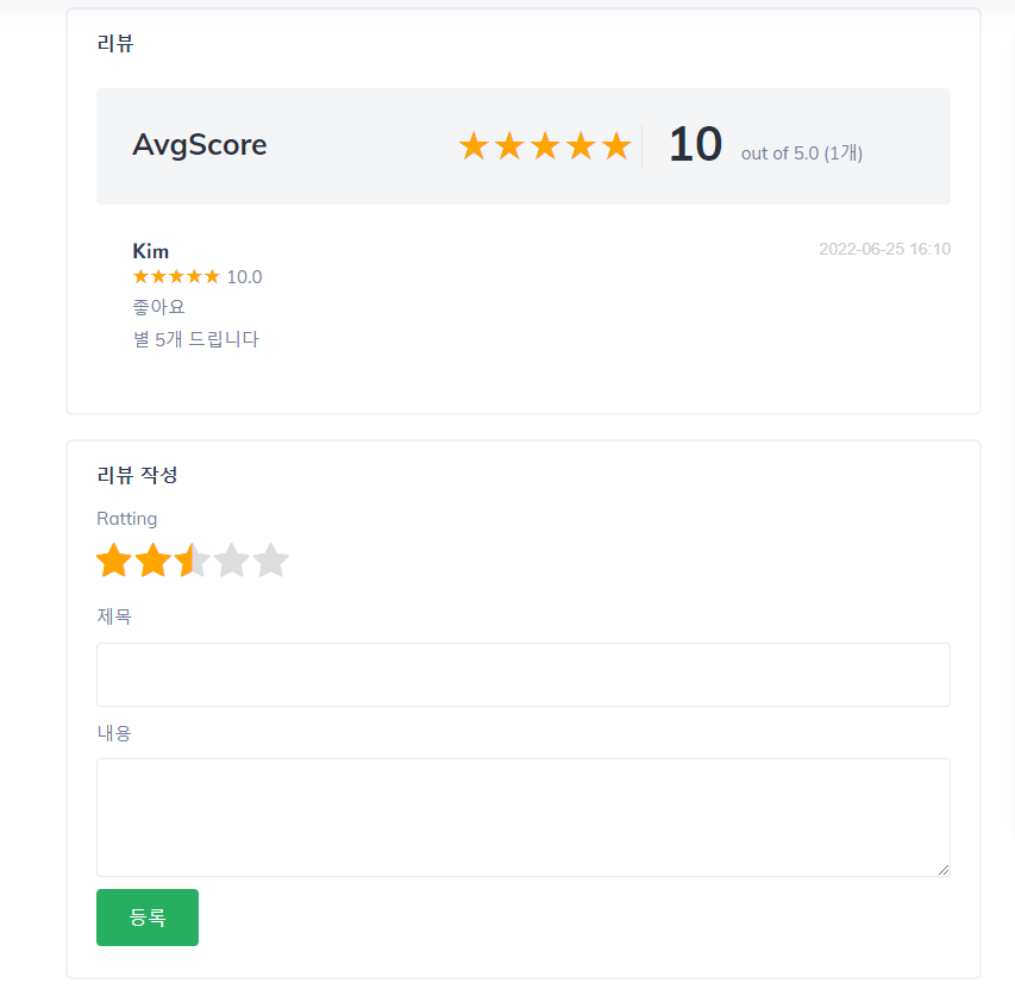 리뷰
AvgScore
10 out of 5.0 (1개)
Kim
2022-06-25 16:10
10.0
좋아요
별 5개 드립니다
리뷰 작성
Ratting
제목
내용
등록